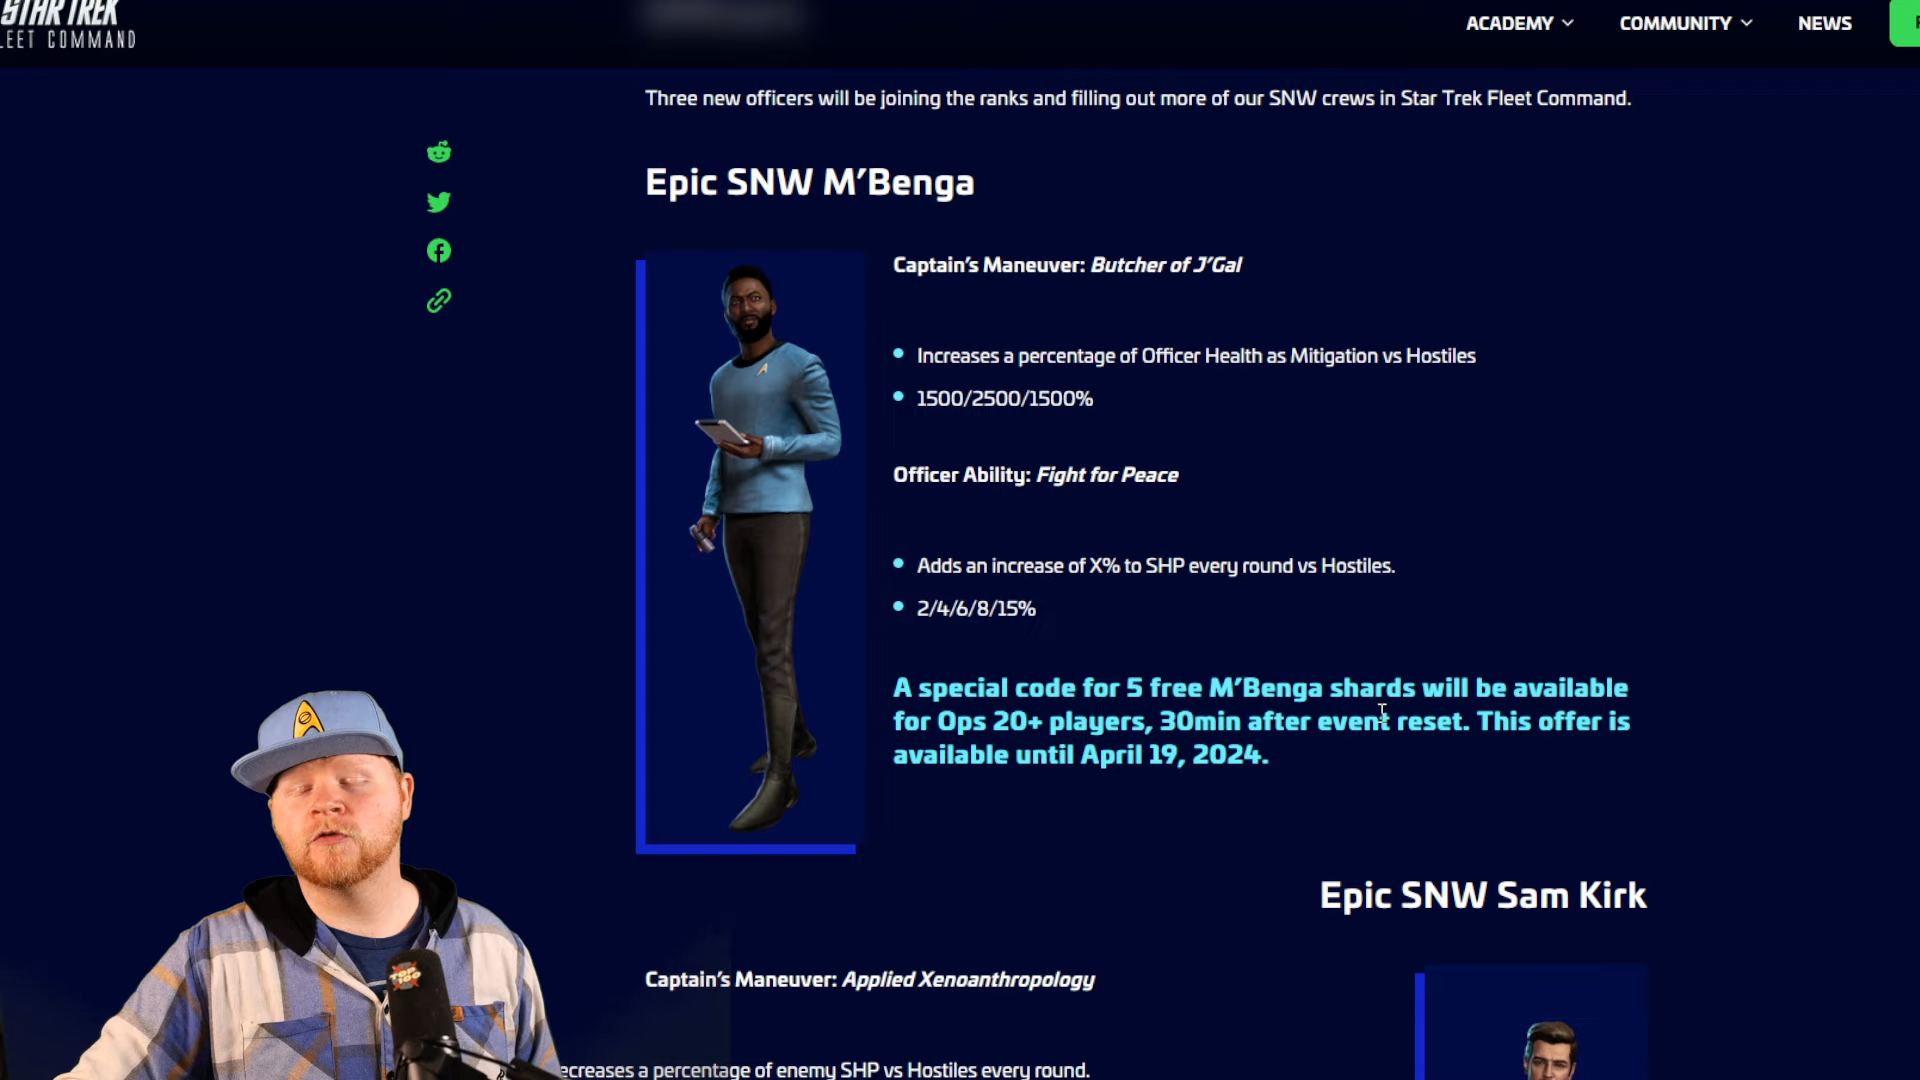 STAR TREK
LEET COMMAND
ACADEMY
COMMUNITY
NEWS
Three new officers will be joining the ranks and filling out more of our SNW crews in Star Trek Fleet Command.
Epic SNW M'Benga
Captain's Maneuver: Butcher of J'Gal
Increases a percentage of Officer Health as Mitigation vs Hostiles
1500/2500/1500%
Officer Ability: Fight for Peace
Adds an increase of X% to SHP every round vs Hostiles.
2/4/6/8/15%
A special code for 5 free M'Benga shards will be available
for Ops 20+ players, 30min after event reset. This offer is
available until April 19, 2024.
Epic SNW Sam Kirk
Captain's Maneuver: Applied Xenoanthropology
ecreases a percentage of enemy SHP vs Hostiles every round.
TOP
100